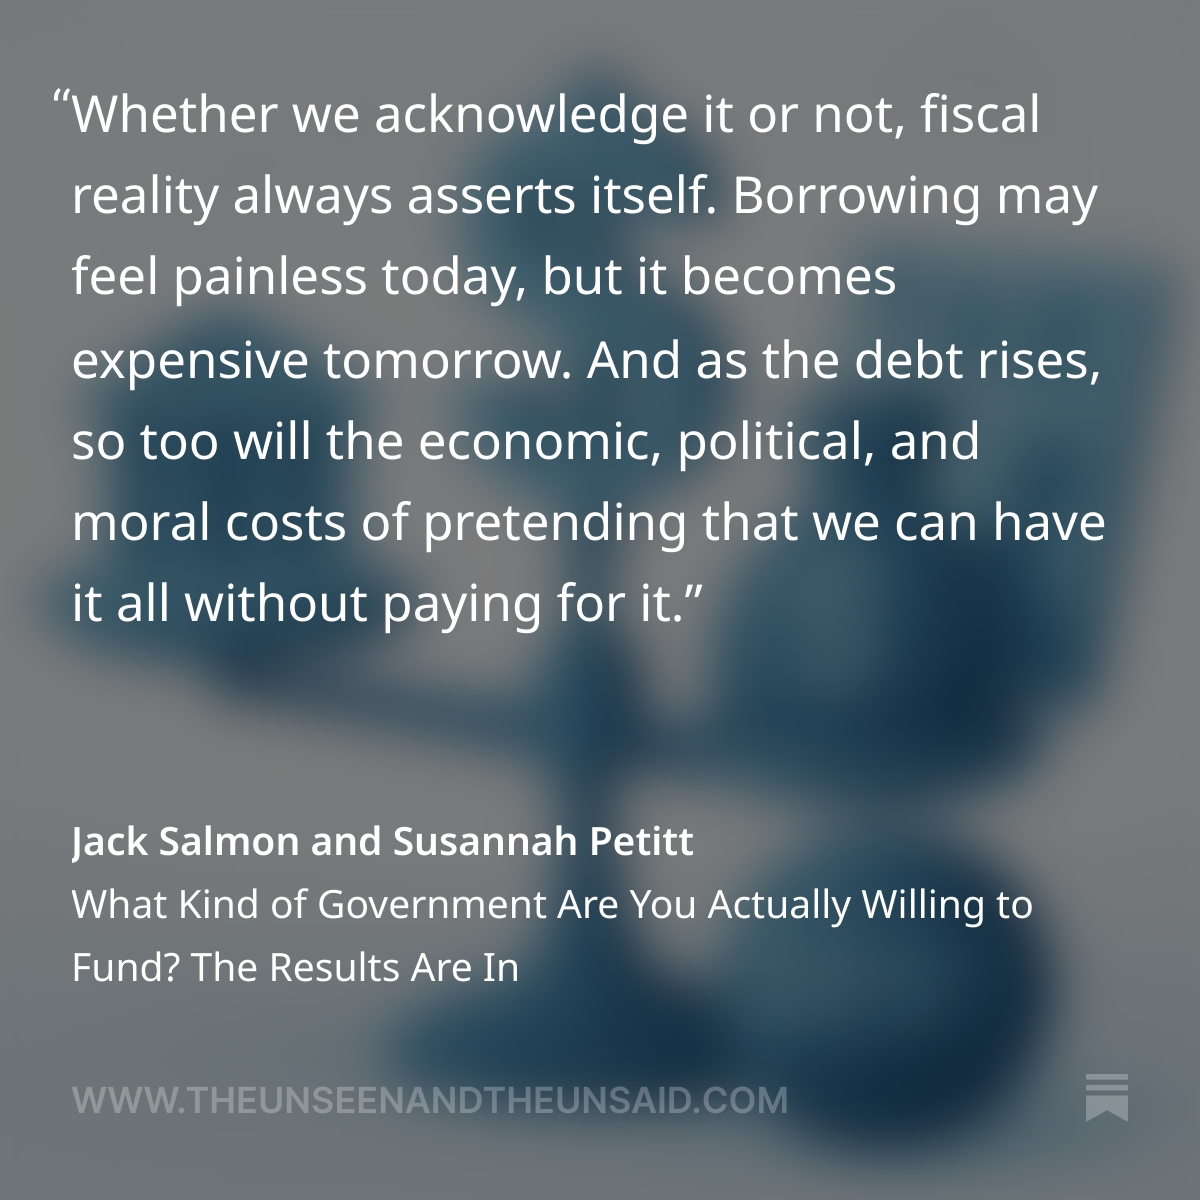 “Whether we acknowledge it or not, fiscal
reality always asserts itself. Borrowing may
feel painless today, but it becomes
expensive tomorrow. And as the debt rises,
so too will the economic, political, and
moral costs of pretending that we can have
it all without paying for it.”
Jack Salmon and Susannah Petitt
What Kind of Government Are You Actually Willing to
Fund? The Results Are In
WWW.THEUNSEENANDTHEUNSAID.COM